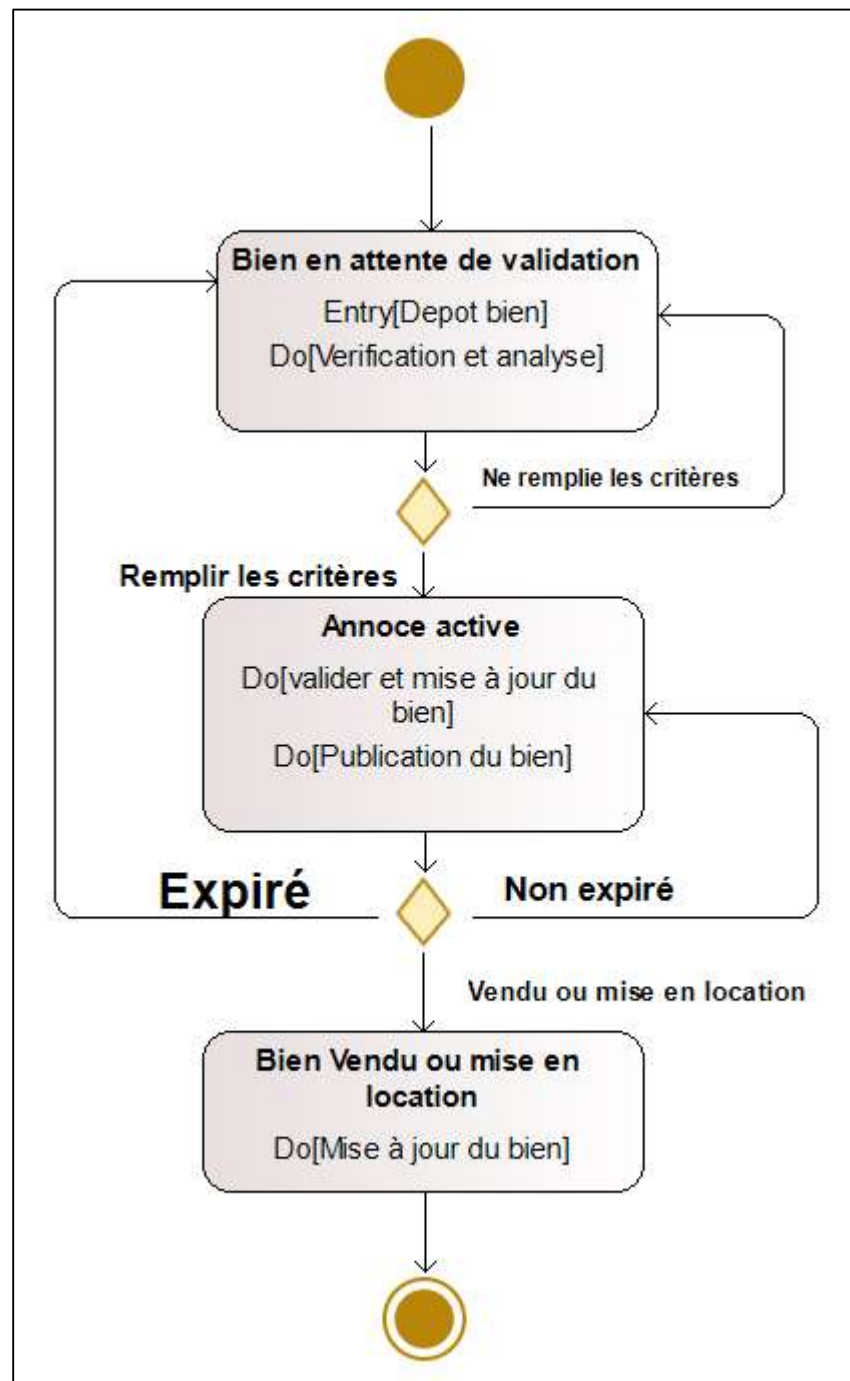 Bien en attente de validation
Entry[Depot bien]
Do[Verification et analyse]
Ne remplie les critères
Remplir les critères
Annoce active
Do[valider et mise à jour du
bien]
Do[Publication du bien]
Expiré
Non expiré
Vendu ou mise en location
Bien Vendu ou mise en
location
Do[Mise à jour du bien]